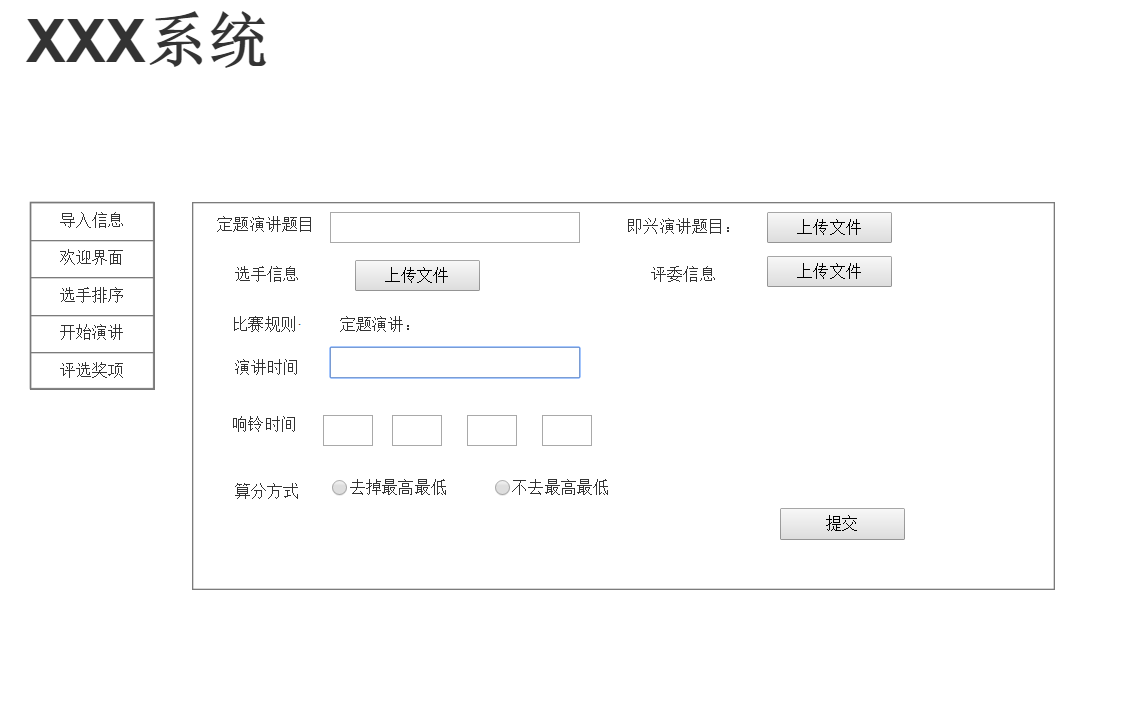 XXX系统
导入信息
欢迎界面
选手排序
开始演讲
评选奖项
定题演讲题目
即兴演讲题目：
上传文件
选手信息
上传文件
评委信息
上传文件
比赛规则
定题演讲：
演讲时间
响铃时间
算分方式
去掉最高最低
不去最高最低
提交